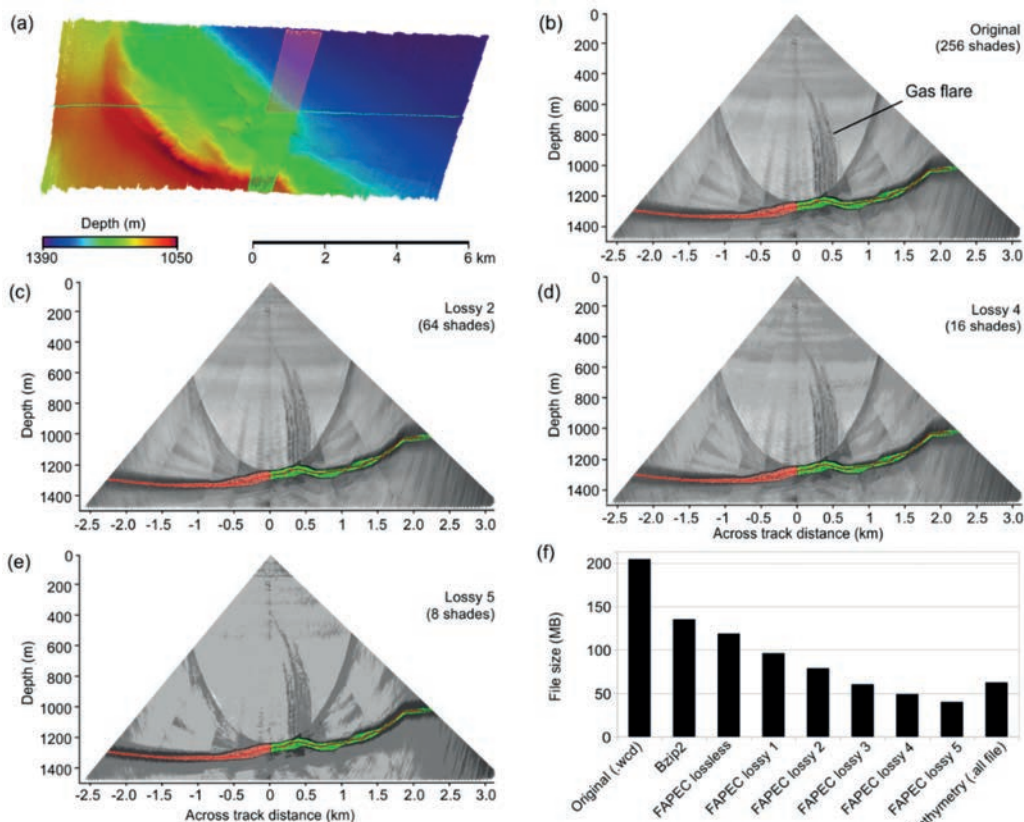 (a)
Depth (m)
1390 1050
0 2 4 6 km
(b)
Original
(256 shades)
Gas flare
Depth (m)
0
200
400
600
800
1000
1200
1400
-2.5 -2.0 -1.5 -1.0 -0.5 0 0.5 1 1.5 2.0 2.5 3.0
(c)
Lossy 2
(64 shades)
Depth (m)
0
200
400
600
800
1000
1200
1400
-2.5 -2.0 -1.5 -1.0 -0.5 0 0.5 1 1.5 2.0 2.5 3.0
(d)
Lossy 4
(16 shades)
Depth (m)
0
200
400
600
800
1000
1200
1400
-2.5 -2.0 -1.5 -1.0 -0.5 0 0.5 1 1.5 2.0 2.5 3.0
Across track distance (km)
(e)
Lossy 5
(8 shades)
Depth (m)
0
200
400
600
800
1000
1200
1400
-2.5 -2.0 -1.5 -1.0 -0.5 0 0.5 1 1.5 2.0 2.5 3.0
Across track distance (km)
(f)
File size (MB)
200
150
100
50
0
Original (.wcd)
Bzip2
FAPEC lossless
FAPEC lossy 1
FAPEC lossy 2
FAPEC lossy 3
FAPEC lossy 4
FAPEC lossy 5
(.all file)